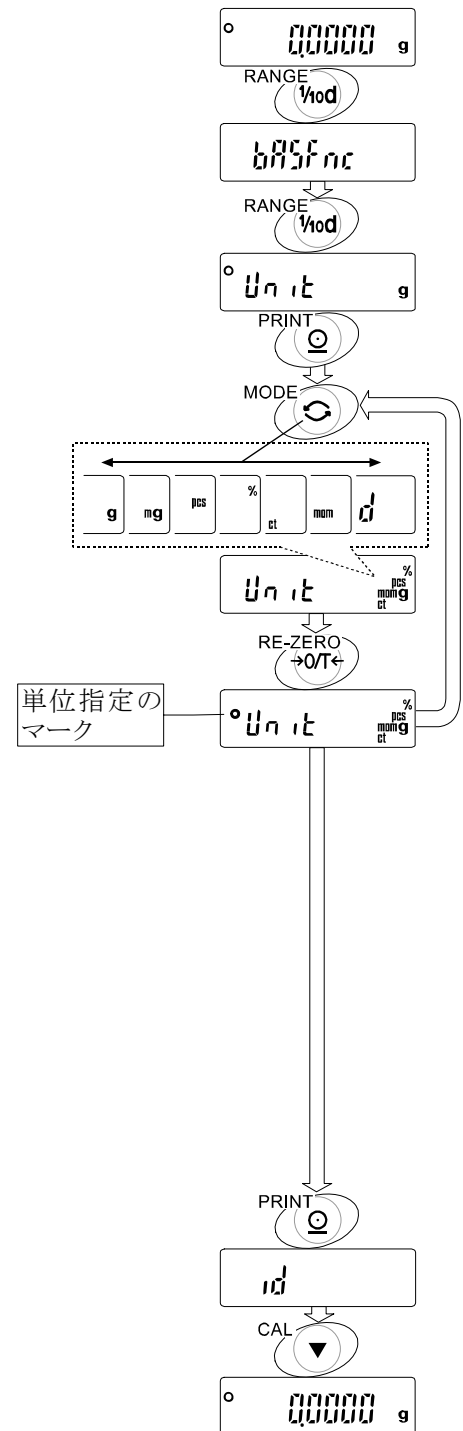 0.0000 g
RANGE
1/10d
bASFnc
RANGE
1/10d
Unit g
PRINT
MODE
g mg pcs % ct mom d
Unit % pcs mom g ct
RE-ZERO
→0/T←
単位指定の
マーク
Unit % pcs mom g ct
PRINT
id
CAL
0.0000 g